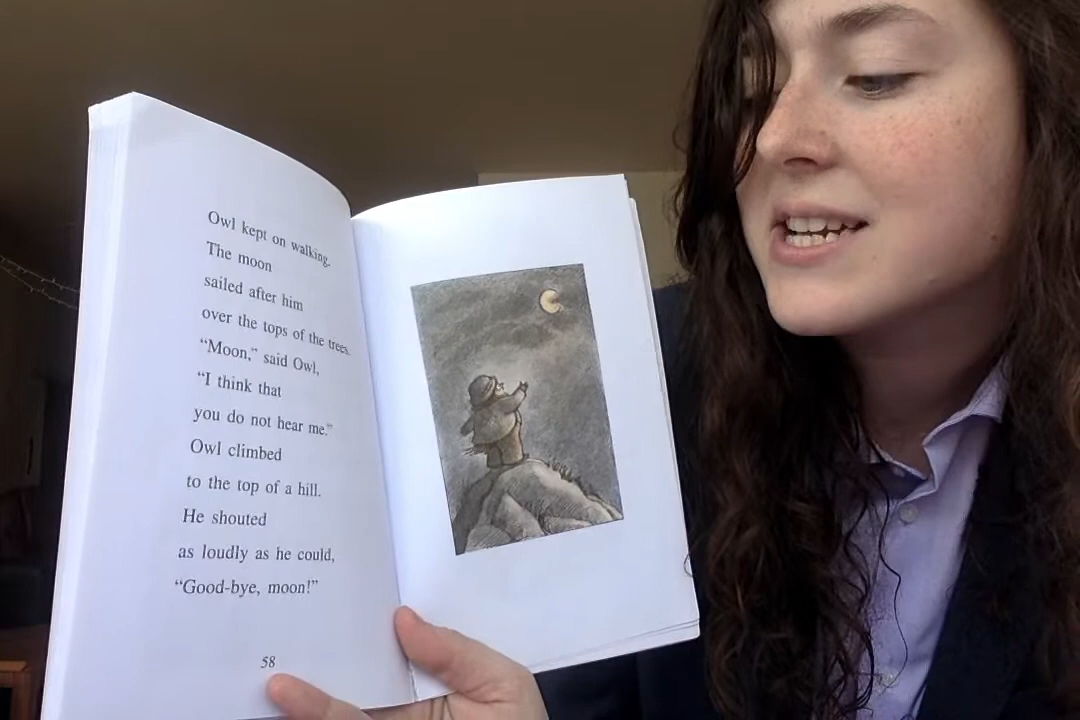 Owl kept on walking.
The moon
sailed after him
over the tops of the trees.
“Moon,” said Owl,
“I think that
you do not hear me.”
Owl climbed
to the top of a hill.
He shouted
as loudly as he could,
“Good-bye, moon!”
58